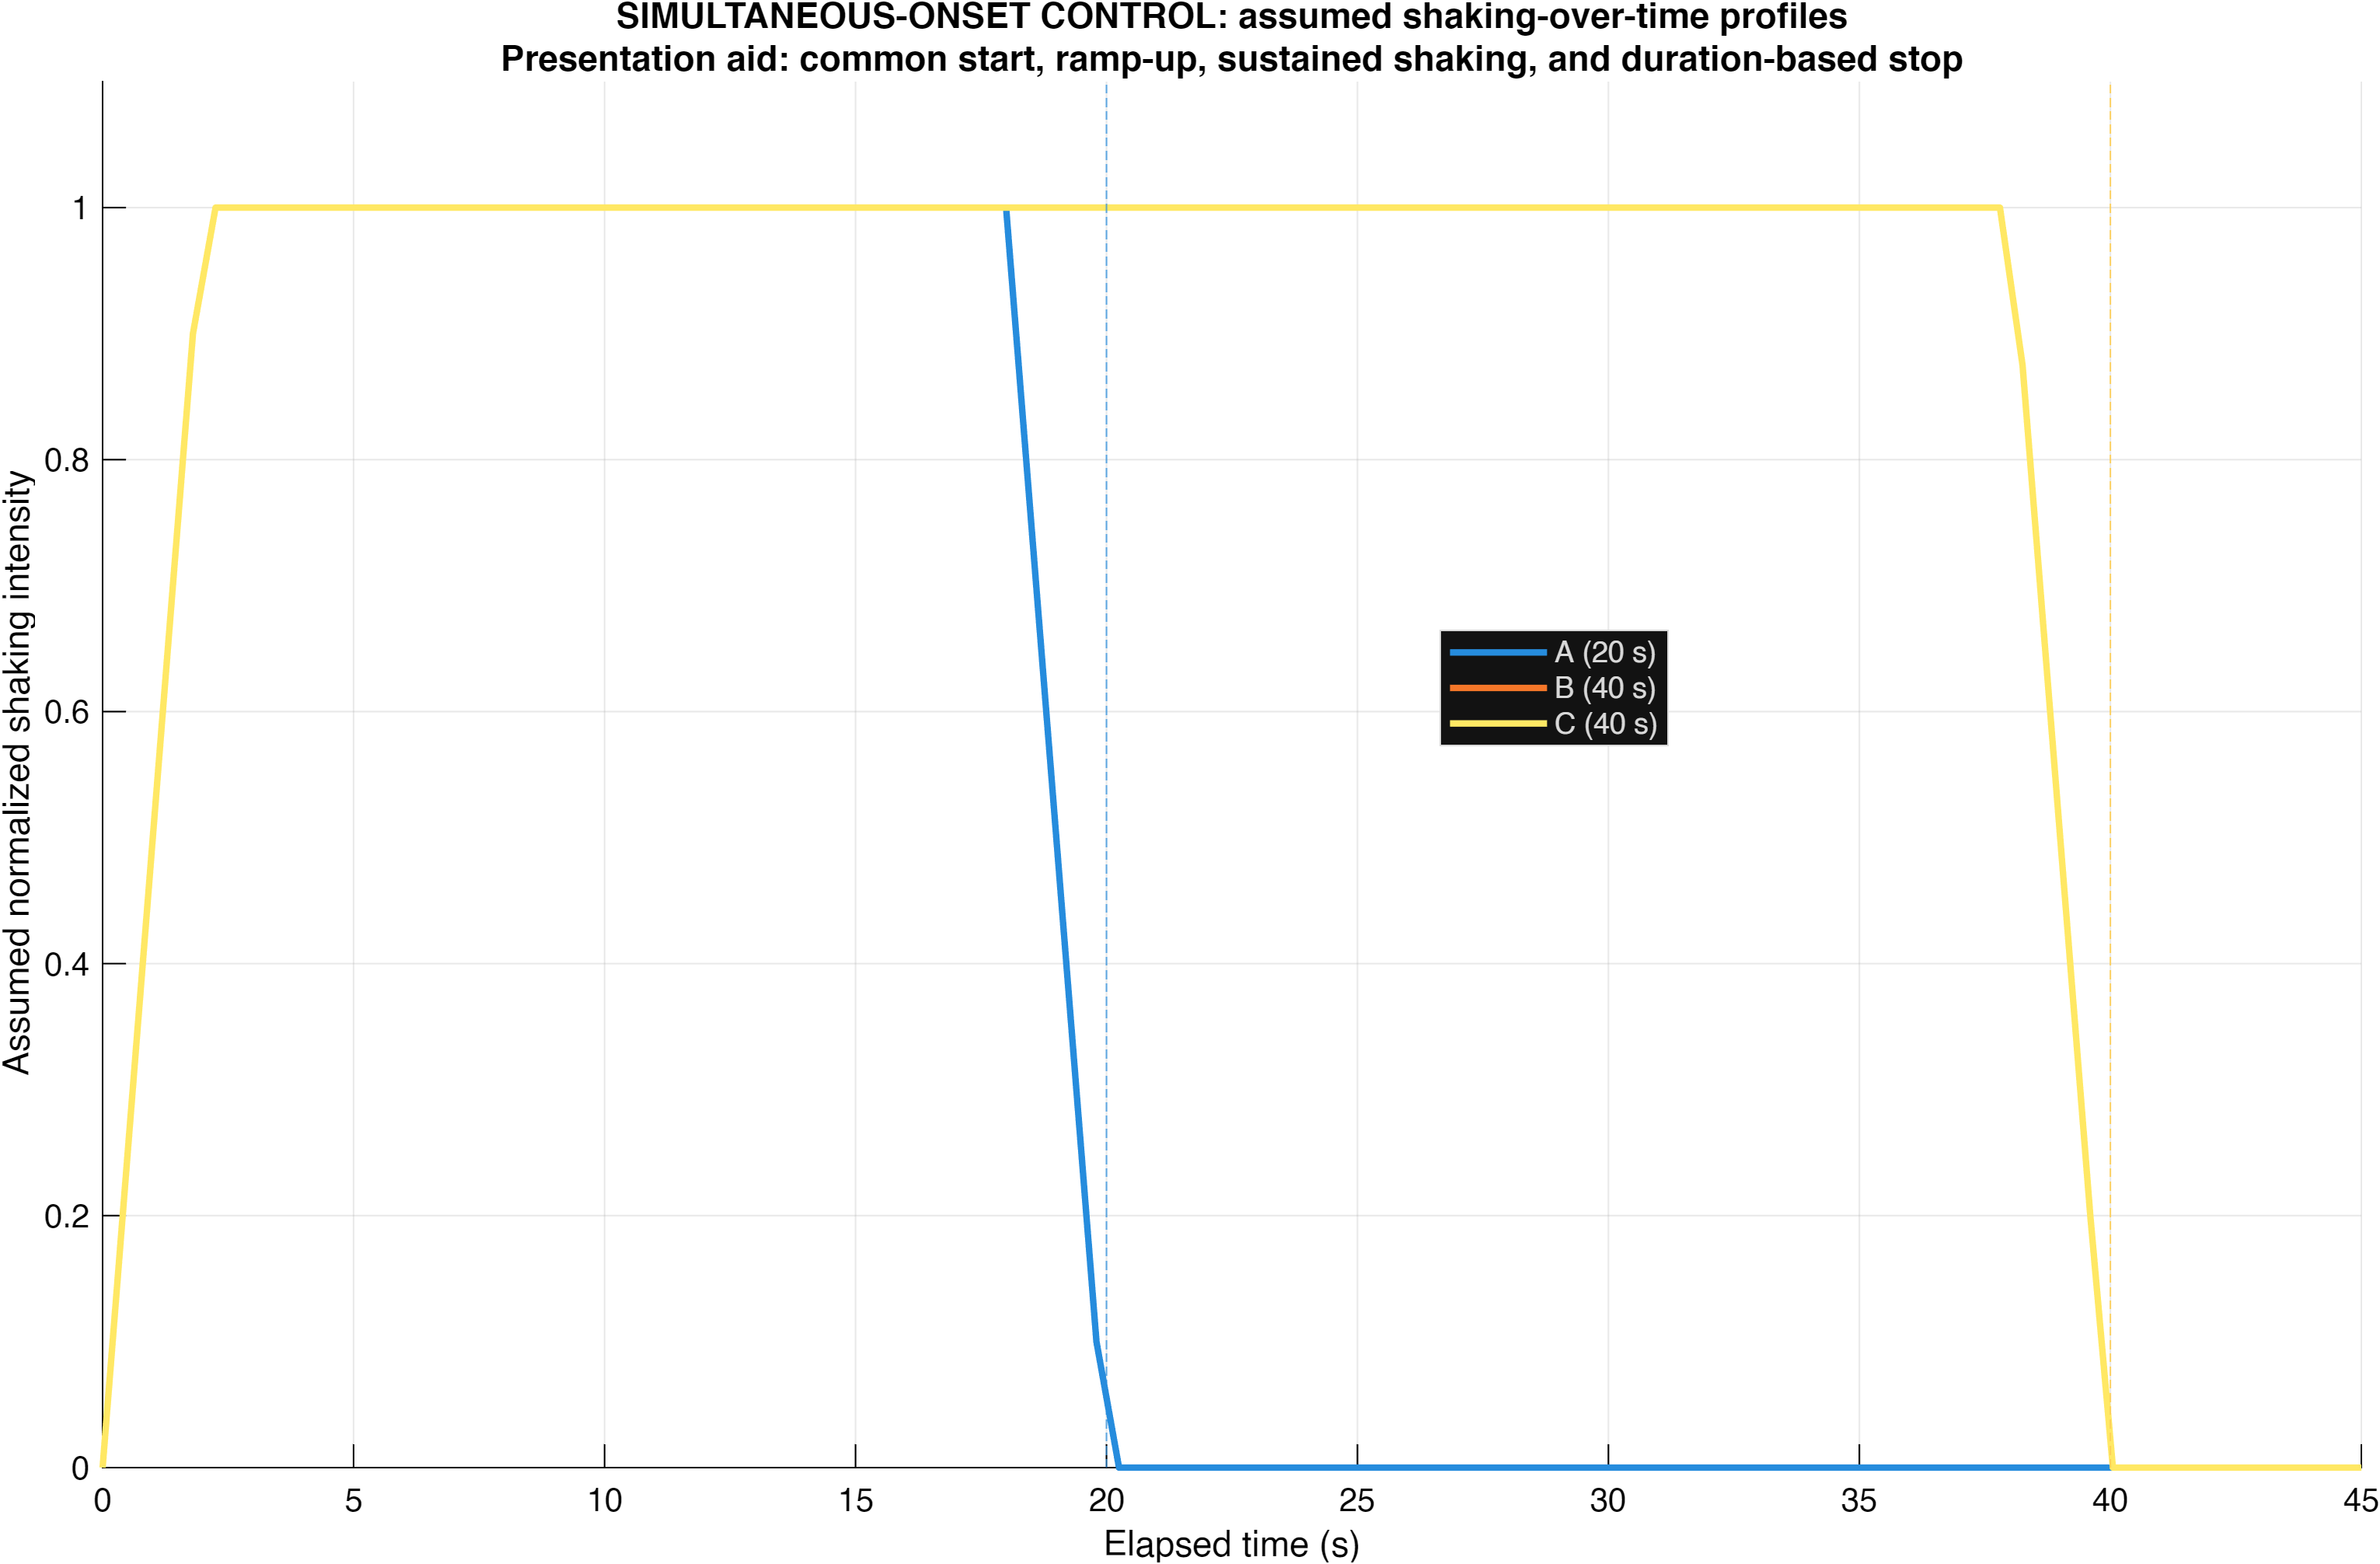 SIMULTANEOUS-ONSET CONTROL: assumed shaking-over-time profiles
Presentation aid: common start, ramp-up, sustained shaking, and duration-based stop
Assumed normalized shaking intensity
1
0.8
0.6
0.4
0.2
0
A (20 s)
B (40 s)
C (40 s)
0 5 10 15 20 25 30 35 40 45
Elapsed time (s)